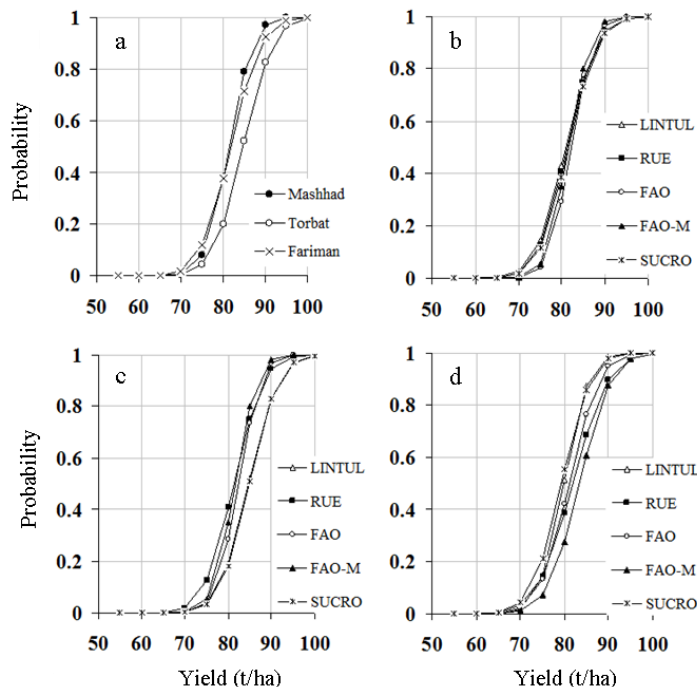 a
Probability
1
0.8
0.6
0.4
0.2
0
Mashhad
Torbat
Fariman
50 60 70 80 90 100
b
1
0.8
0.6
0.4
0.2
0
LINTUL
RUE
FAO
FAO-M
SUCRO
50 60 70 80 90 100
c
Probability
1
0.8
0.6
0.4
0.2
0
LINTUL
RUE
FAO
FAO-M
SUCRO
50 60 70 80 90 100
Yield (t/ha)
d
1
0.8
0.6
0.4
0.2
0
LINTUL
RUE
FAO
FAO-M
SUCRO
50 60 70 80 90 100
Yield (t/ha)